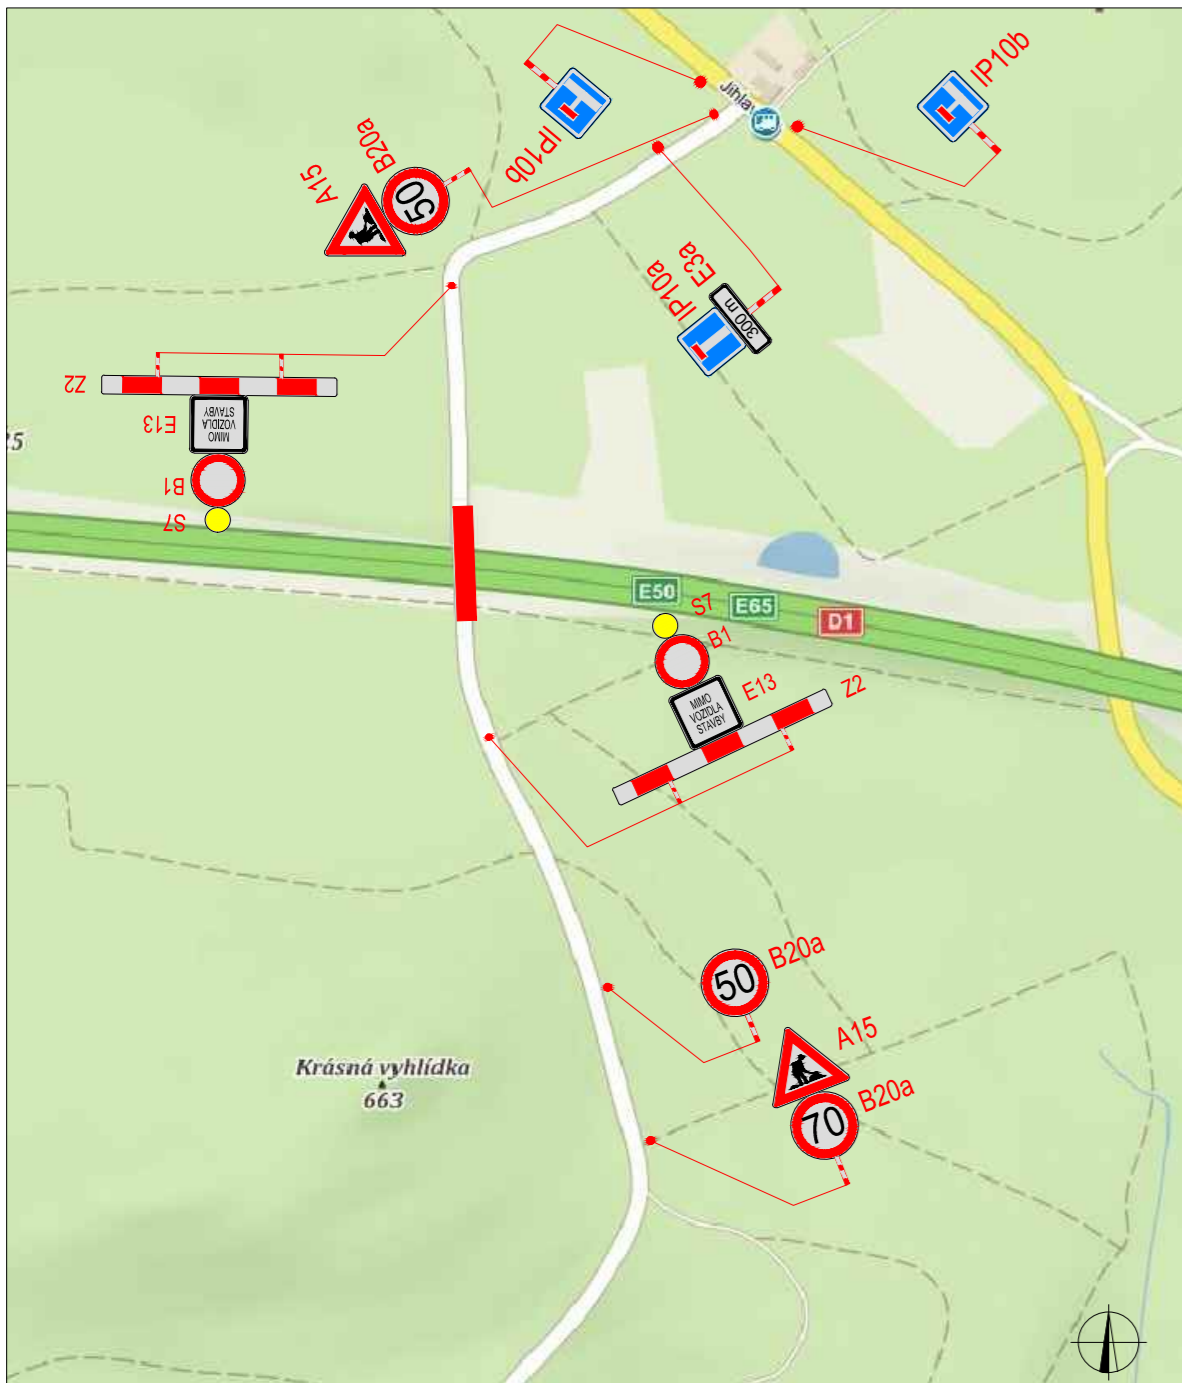 Jihla
IP10b
IP10b
B20a
50
A15
IP10a
E3a
300 m
Z2
E13
MIMO
VOZIDLA
STAVBY
B1
S7
E50
E65
D1
S7
B1
E13
MIMO
VOZIDLA
STAVBY
Z2
50
B20a
A15
70
B20a
Krásná vyhlídka
663